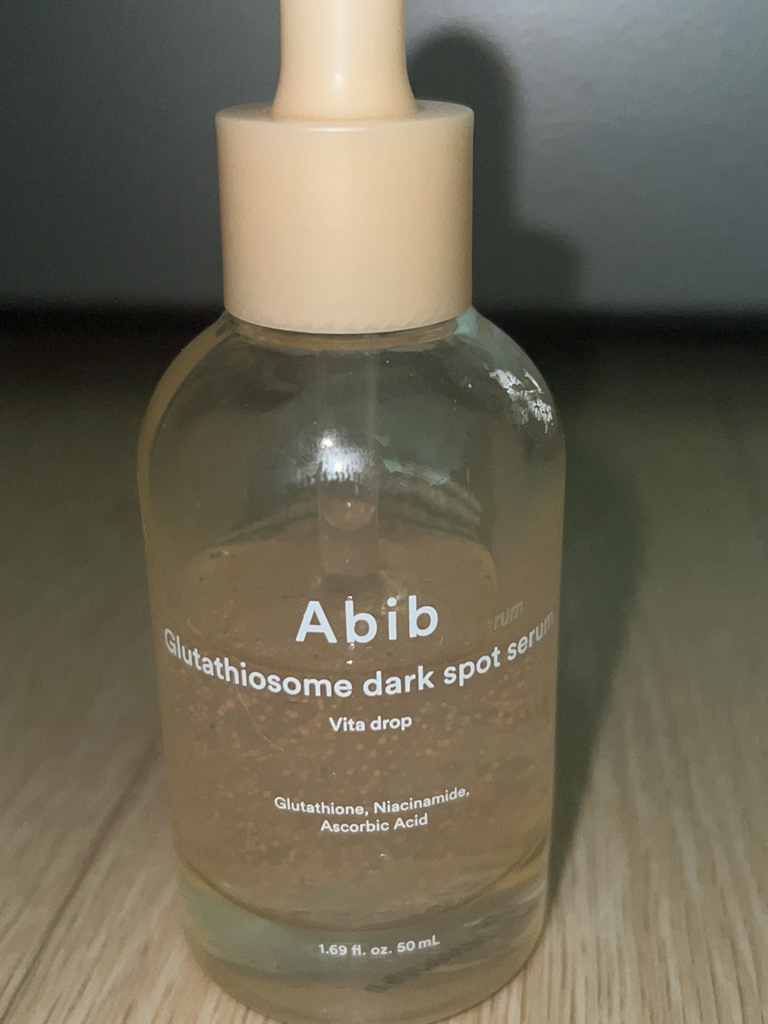 Abib
Glutathiosome dark spot serum
Vita drop
Glutathione, Niacinamide,
Ascorbic Acid
1.69 fl. oz. 50 mL